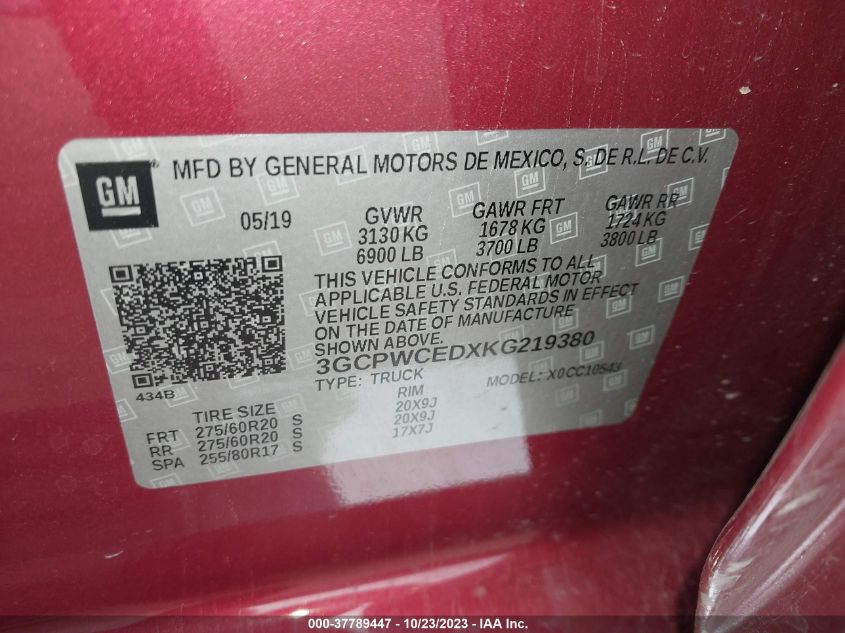 GM
MFD BY GENERAL MOTORS DE MEXICO, S. DE R.L. DE C.V.
05/19 GVWR GAWR FRT GAWR RR
3130 KG 1678 KG 1724 KG
6900 LB 3700 LB 3800 LB
THIS VEHICLE CONFORMS TO ALL
APPLICABLE U.S. FEDERAL MOTOR
VEHICLE SAFETY STANDARDS IN EFFECT
ON THE DATE OF MANUFACTURE
SHOWN ABOVE.
3GCPWCEDXKG219380
434B TYPE: TRUCK MODEL: X0CC10543
TIRE SIZE RIM
FRT 275/60R20 S 20X9J
RR 275/60R20 S 20X9J
SPA 255/80R17 S 17X7J
000-37789447 - 10/23/2023 - Copyright IAA, Inc.